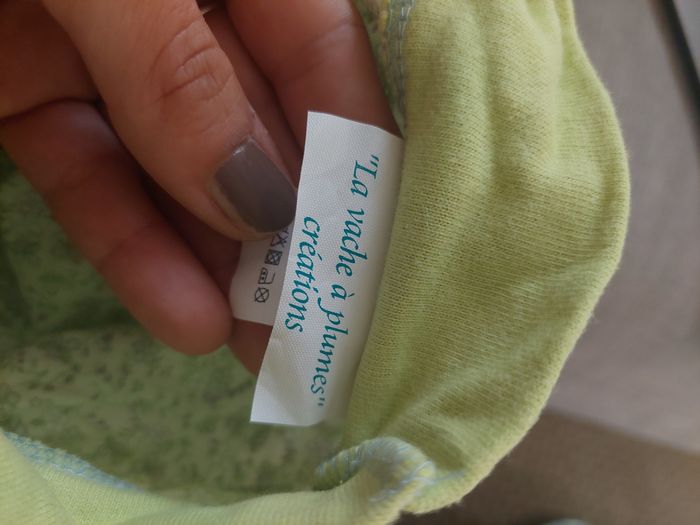 "La vache à plumes"
créations